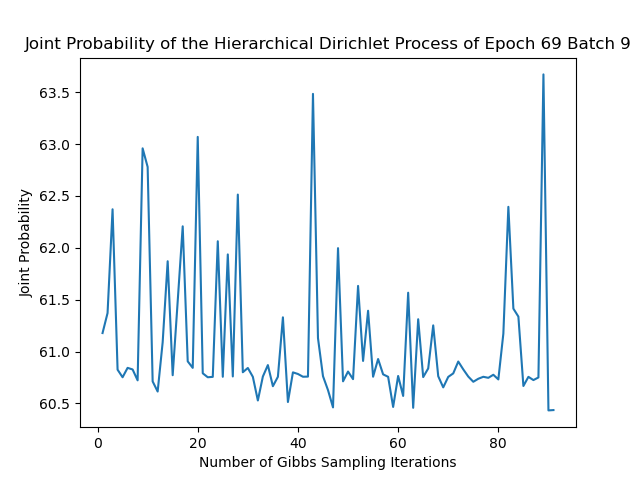 Joint Probability of the Hierarchical Dirichlet Process of Epoch 69 Batch 9
63.5
63.0
62.5
62.0
61.5
61.0
60.5
Joint Probability
0 20 40 60 80
Number of Gibbs Sampling Iterations